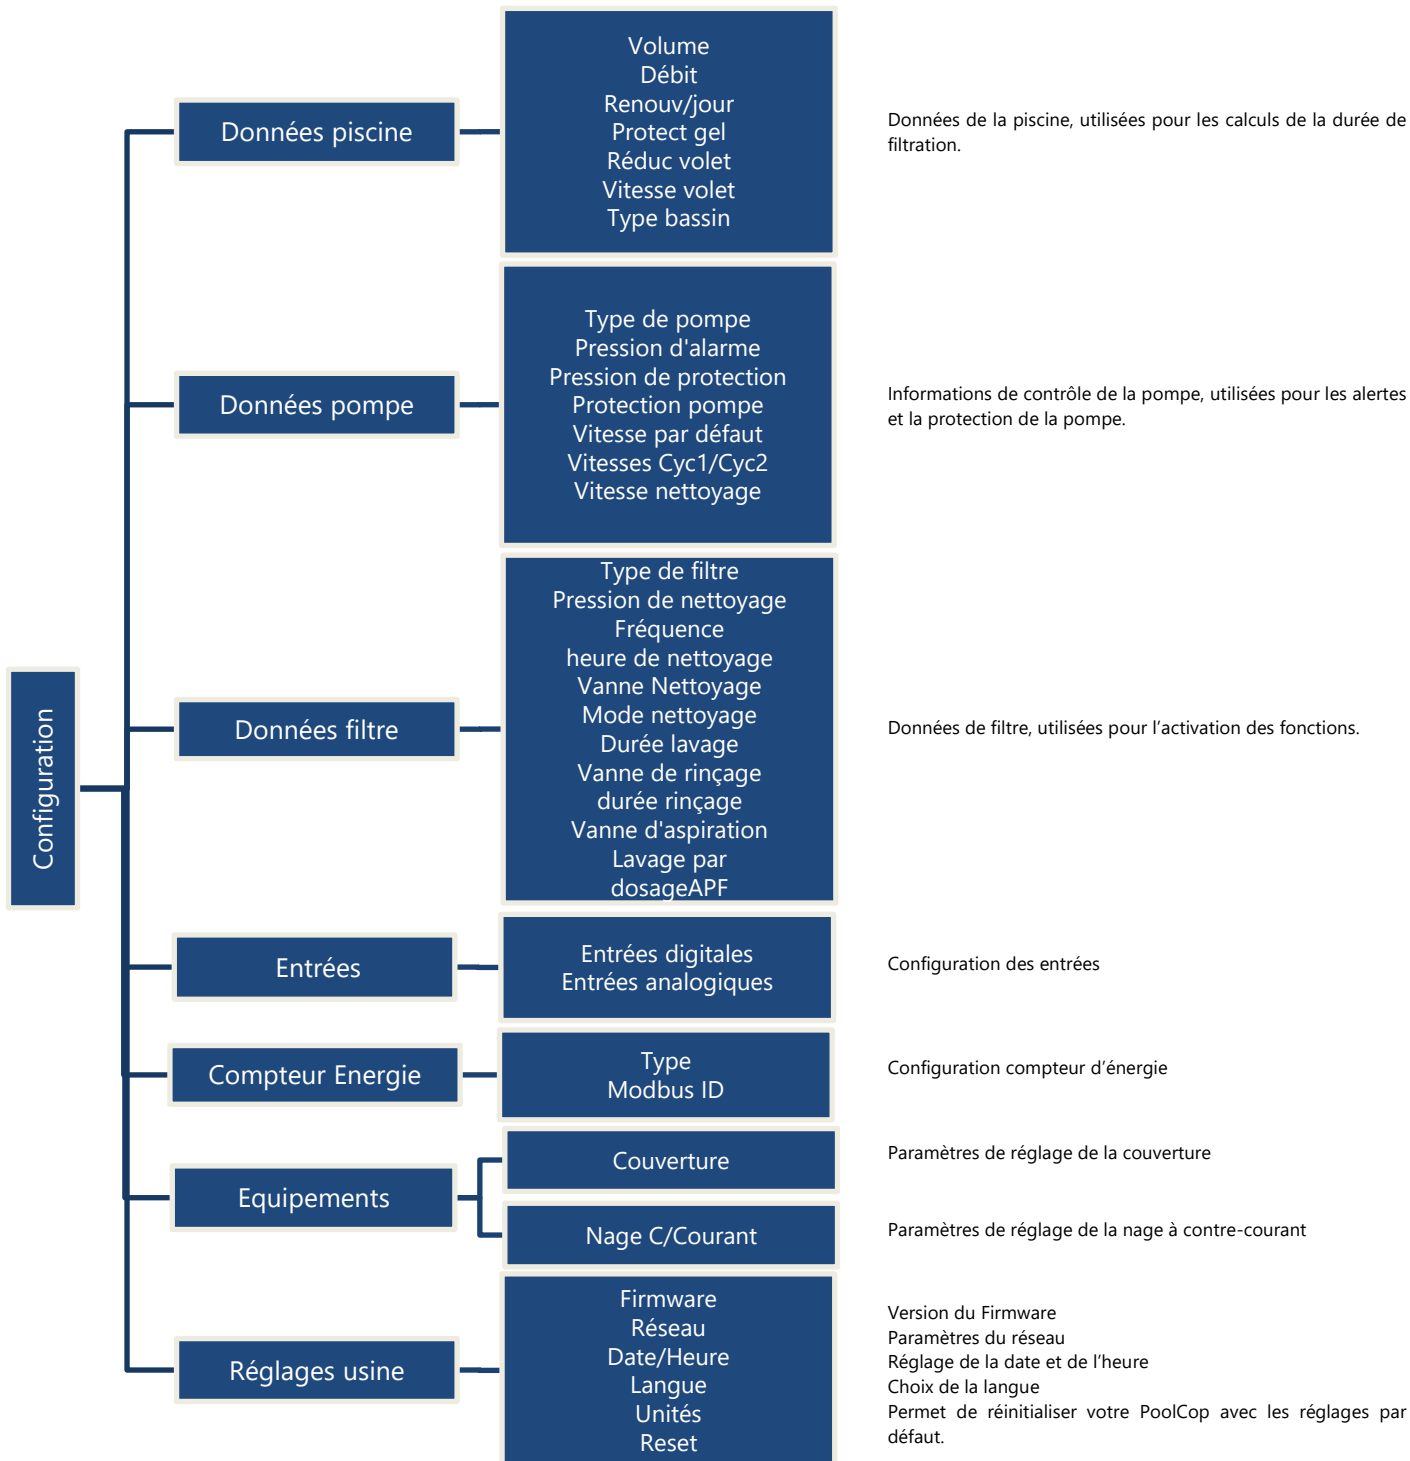 Configuration
Données piscine
Volume
Débit
Renouv/jour
Protect gel
Réduc volet
Vitesse volet
Type bassin
Données de la piscine, utilisées pour les calculs de la durée de
filtration.
Données pompe
Type de pompe
Pression d'alarme
Pression de protection
Protection pompe
Vitesse par défaut
Vitesses Cyc1/Cyc2
Vitesse nettoyage
Informations de contrôle de la pompe, utilisées pour les alertes
et la protection de la pompe.
Données filtre
Type de filtre
Pression de nettoyage
Fréquence
heure de nettoyage
Vanne Nettoyage
Mode nettoyage
Durée lavage
Vanne de rinçage
durée rinçage
Vanne d'aspiration
Lavage par
dosageAPF
Données de filtre, utilisées pour l’activation des fonctions.
Entrées
Entrées digitales
Entrées analogiques
Configuration des entrées
Compteur Energie
Type
Modbus ID
Configuration compteur d’énergie
Equipements
Couverture
Paramètres de réglage de la couverture
Nage C/Courant
Paramètres de réglage de la nage à contre-courant
Réglages usine
Firmware
Réseau
Date/Heure
Langue
Unités
Reset
Version du Firmware
Paramètres du réseau
Réglage de la date et de l’heure
Choix de la langue
Permet de réinitialiser votre PoolCop avec les réglages par
défaut.